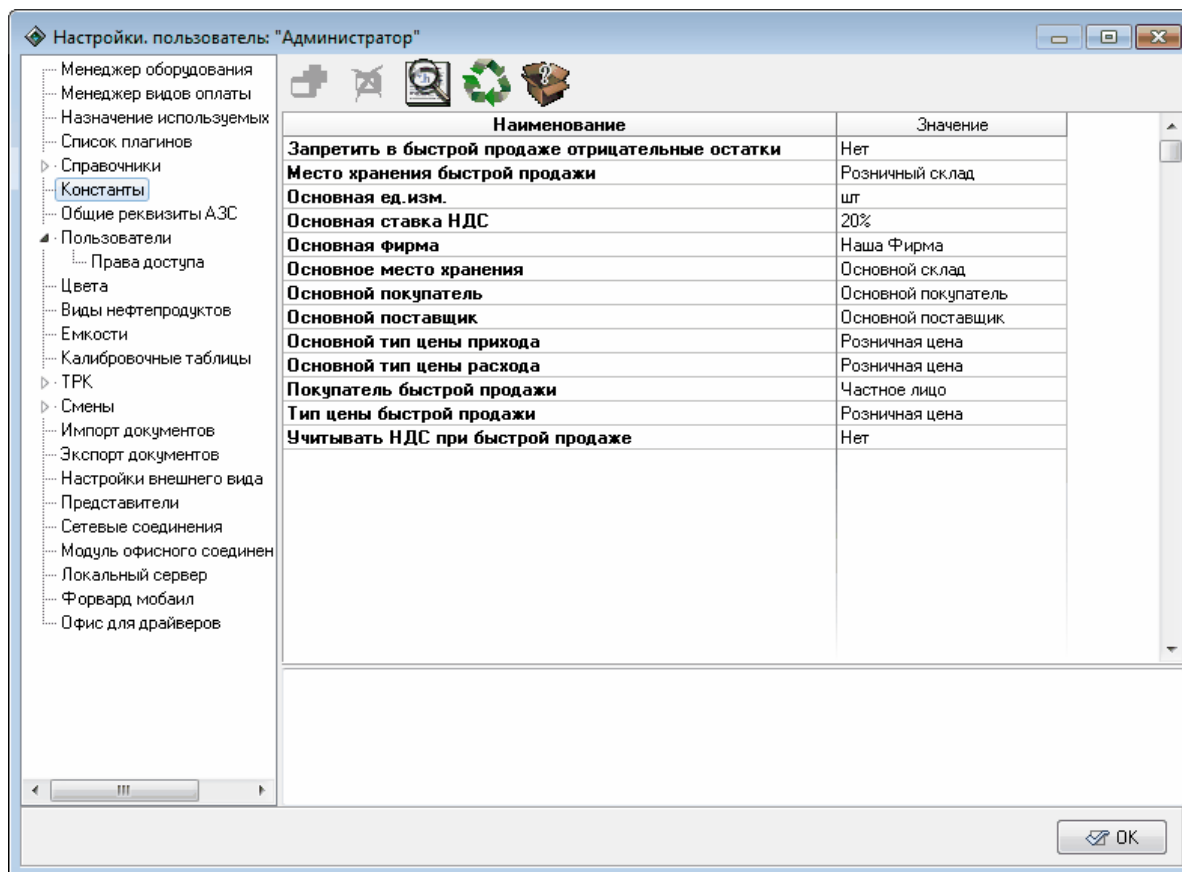 Настройки. пользователь: "Администратор"
Менеджер оборудования
Менеджер видов оплаты
Назначение используемых
Список плагинов
Справочники
Константы
Общие реквизиты АЗС
Пользователи
Права доступа
Цвета
Виды нефтепродуктов
Емкости
Калибровочные таблицы
ТРК
Смены
Импорт документов
Экспорт документов
Настройки внешнего вида
Представители
Сетевые соединения
Модуль офисного соединен
Локальный сервер
Форвард мобаил
Офис для драйверов
Наименование Значение
Запретить в быстрой продаже отрицательные остатки Нет
Место хранения быстрой продажи Розничный склад
Основная ед.изм. шт
Основная ставка НДС 20%
Основная фирма Наша Фирма
Основное место хранения Основной склад
Основной покупатель Основной покупатель
Основной поставщик Основной поставщик
Основной тип цены прихода Розничная цена
Основной тип цены расхода Розничная цена
Покупатель быстрой продажи Частное лицо
Тип цены быстрой продажи Розничная цена
Учитывать НДС при быстрой продаже Нет
OK